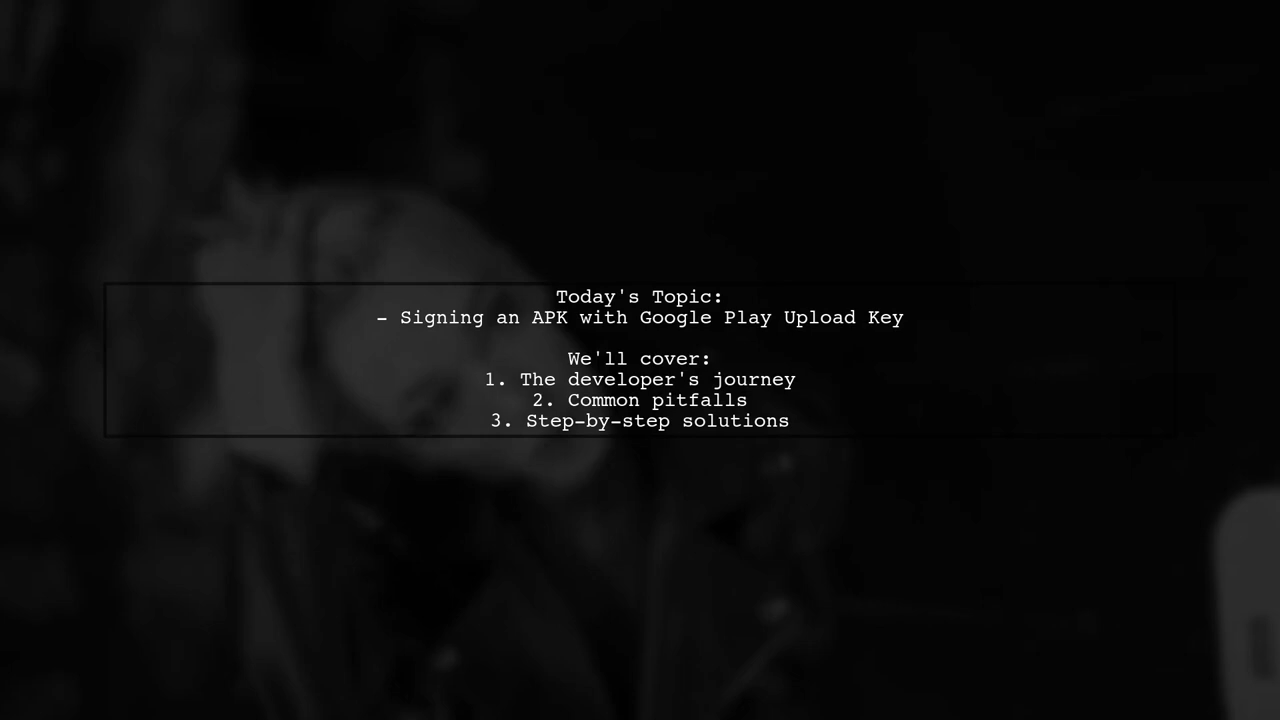 Today's Topic:
- Signing an APK with Google Play Upload Key
We'll cover:
1. The developer's journey
2. Common pitfalls
3. Step-by-step solutions